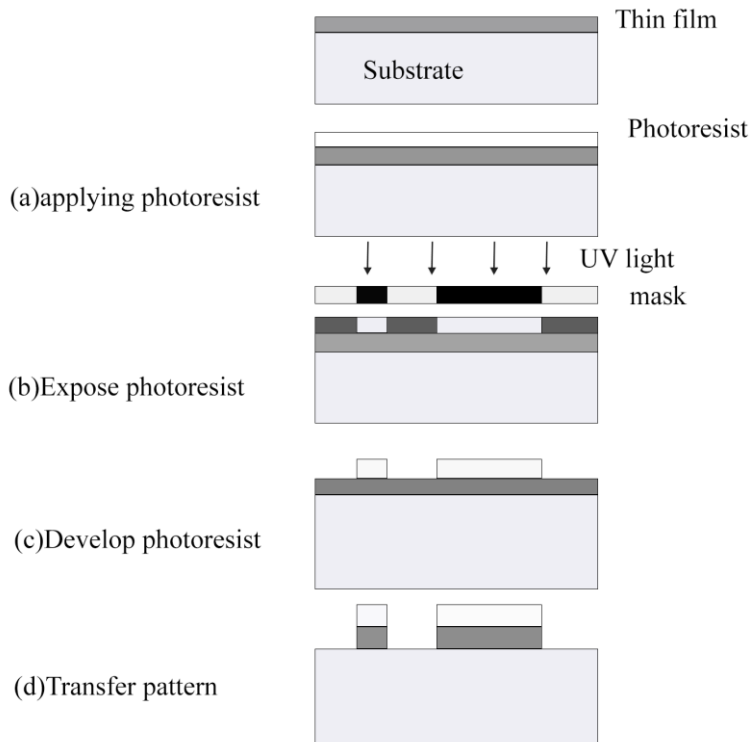 Thin film
Substrate
Photoresist
(a)applying photoresist
UV light
mask
(b)Expose photoresist
(c)Develop photoresist
(d)Transfer pattern